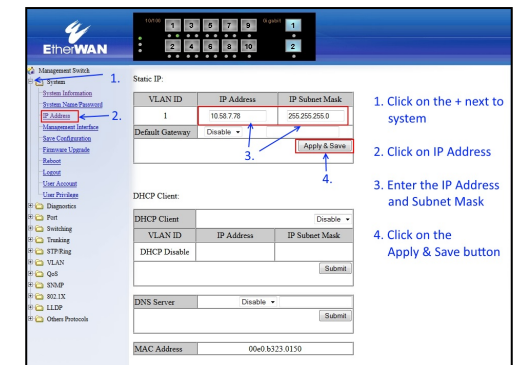 10/100 1 3 5 7 9 Gigabit 1
2 4 6 8 10 2
EtherWAN
Management Switch
System
System Information
System Name/Password
IP Address
Management Interface
Save Configuration
Firmware Upgrade
Reboot
Logout
User Account
User Privilege
Diagnostics
Port
Switching
Trunking
STP/Ring
VLAN
QoS
SNMP
802.1X
LLDP
Others Protocols
1.
2.
Static IP:
VLAN ID IP Address IP Subnet Mask
1 10.58.7.78 255.255.255.0
Default Gateway Disable
Apply & Save
3.
4.
DHCP Client:
DHCP Client Disable
VLAN ID IP Address IP Subnet Mask
DHCP Disable
Submit
DNS Server Disable
Submit
MAC Address 00e0.b323.0150
1. Click on the + next to
system
2. Click on IP Address
3. Enter the IP Address
and Subnet Mask
4. Click on the
Apply & Save button